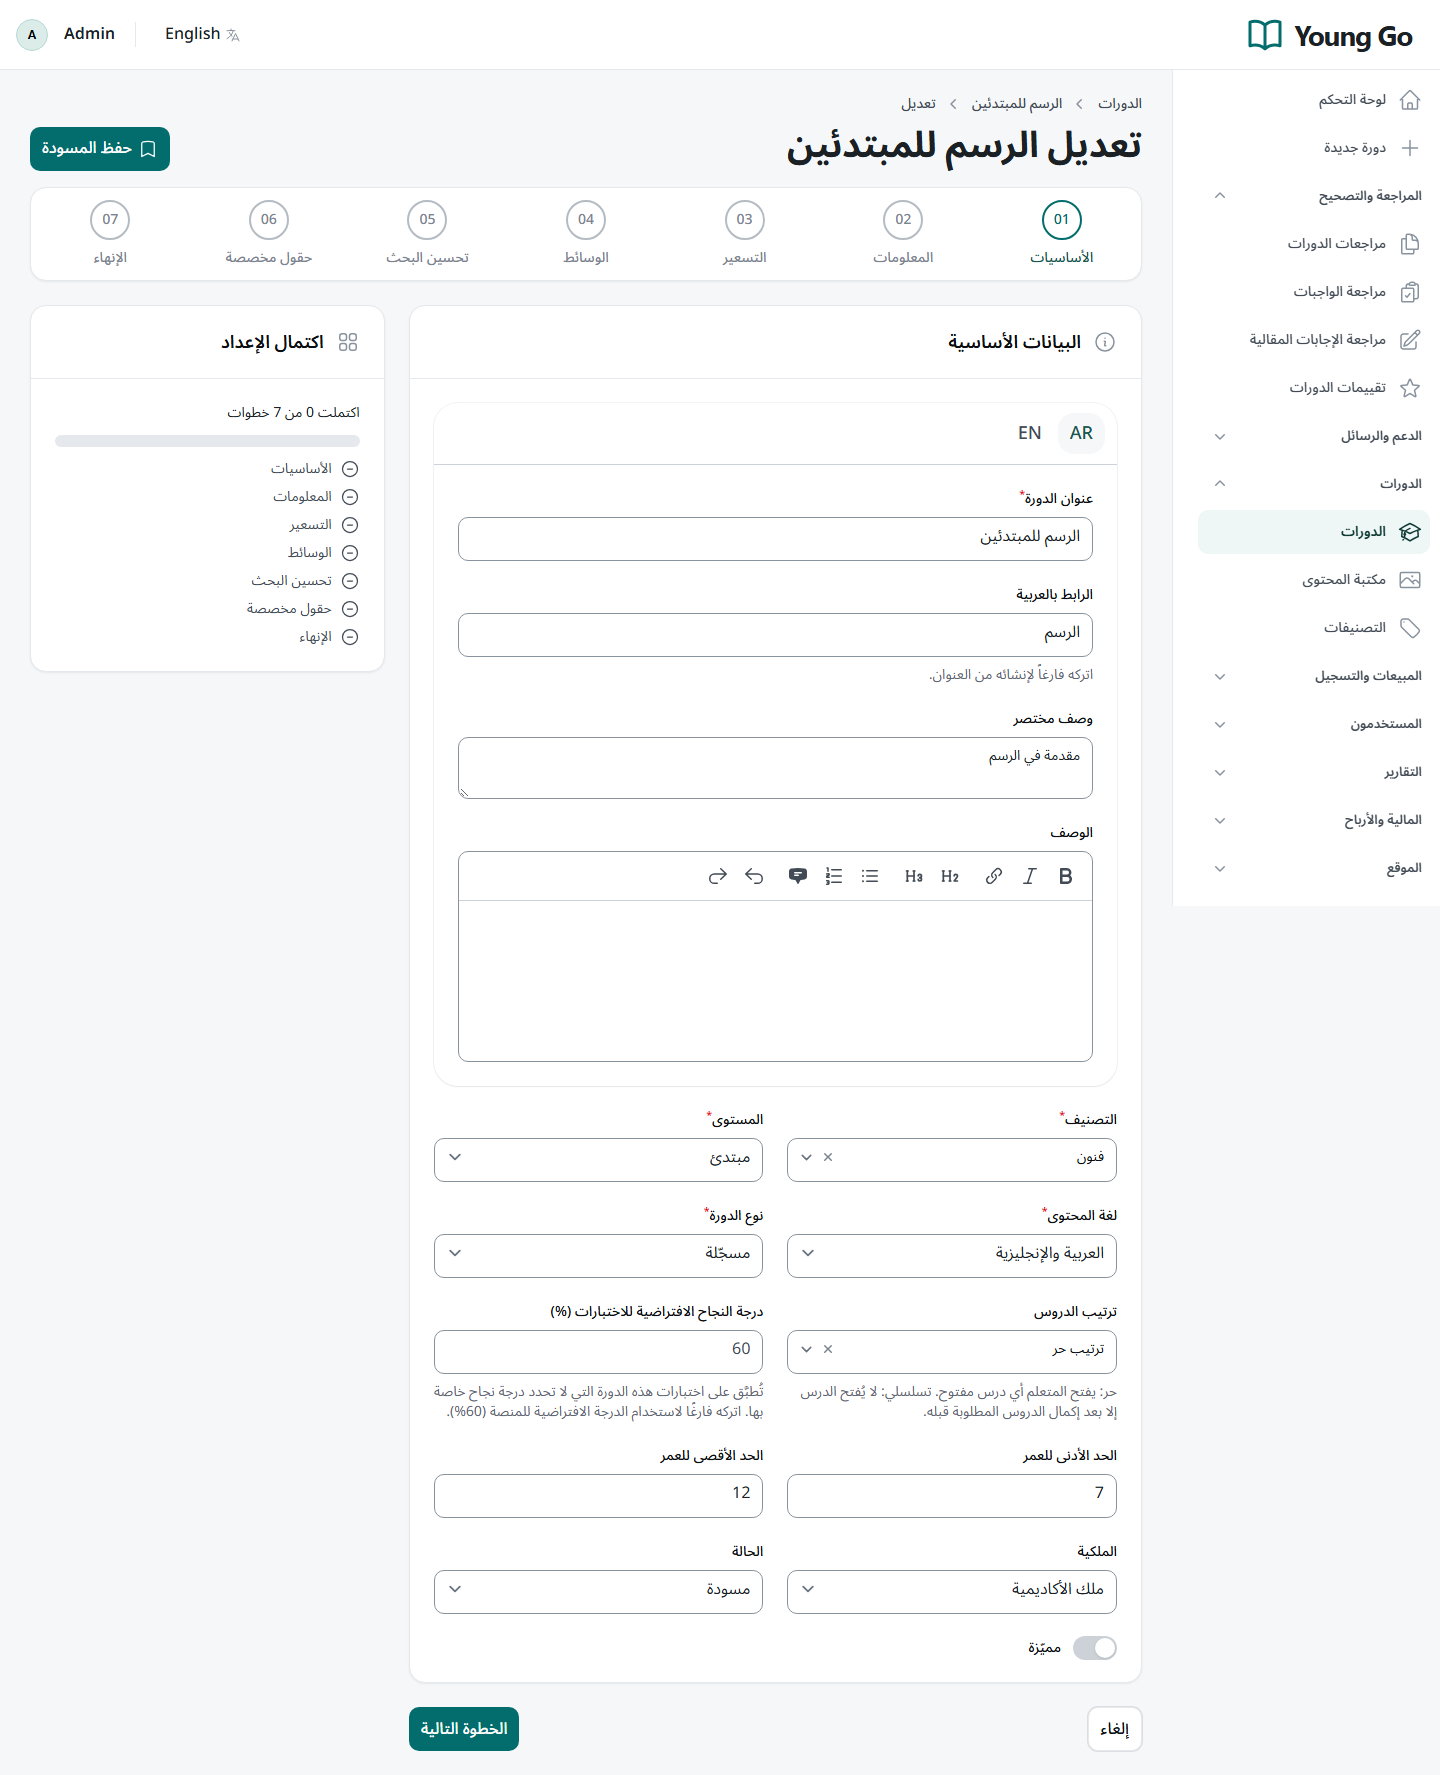 Young Go
English
Admin
A
لوحة التحكم
دورة جديدة
المراجعة والتصحيح
مراجعات الدورات
مراجعة الواجبات
مراجعة الإجابات المقالية
تقييمات الدورات
الدعم والرسائل
الدورات
الدورات
مكتبة المحتوى
التصنيفات
المبيعات والتسجيل
المستخدمون
التقارير
المالية والأرباح
الموقع
الدورات
الرسم للمبتدئين
تعديل
تعديل الرسم للمبتدئين
حفظ المسودة
01
الأساسيات
02
المعلومات
03
التسعير
04
الوسائط
05
تحسين البحث
06
حقول مخصصة
07
الإنهاء
البيانات الأساسية
AR
EN
عنوان الدورة*
الرسم للمبتدئين
الرابط بالعربية
الرسم
اتركه فارغاً لإنشائه من العنوان.
وصف مختصر
مقدمة في الرسم
الوصف
B I H2 H3
التصنيف*
فنون
المستوى*
مبتدئ
لغة المحتوى*
العربية والإنجليزية
نوع الدورة*
مسجّلة
ترتيب الدروس
ترتيب حر
حر: يفتح المتعلم أي درس مفتوح. تسلسلي: لا يُفتح الدرس
إلا بعد إكمال الدروس المطلوبة قبله.
درجة النجاح الافتراضية للاختبارات (%)
60
تُطبَّق على اختبارات هذه الدورة التي لا تحدد درجة نجاح خاصة
بها. اتركه فارغًا لاستخدام الدرجة الافتراضية للمنصة (60%).
الحد الأدنى للعمر
7
الحد الأقصى للعمر
12
الملكية
ملك الأكاديمية
الحالة
مسودة
مميّزة
إلغاء
الخطوة التالية
اكتمال الإعداد
اكتملت 0 من 7 خطوات
الأساسيات
المعلومات
التسعير
الوسائط
تحسين البحث
حقول مخصصة
الإنهاء